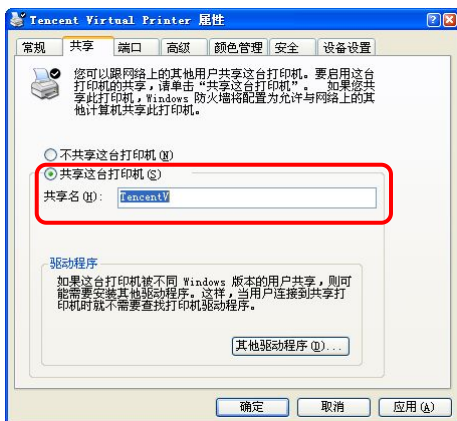 Tencent Virtual Printer 属性
常规 共享 端口 高级 颜色管理 安全 设备设置
您可以跟网络上的其他用户共享这台打印机。要启用这台
打印机的共享，请单击“共享这台打印机”。 如果您共
享此打印机，Windows 防火墙将配置为允许与网络上的其
他计算机共享此打印机。
不共享这台打印机(N)
共享这台打印机(S)
共享名(H): TencentV
驱动程序
如果这台打印机被不同 Windows 版本的用户共享，则可
能需要安装其他驱动程序。这样，当用户连接到共享打
印机时就不需要查找打印机驱动程序。
其他驱动程序(D)...
确定 取消 应用(A)